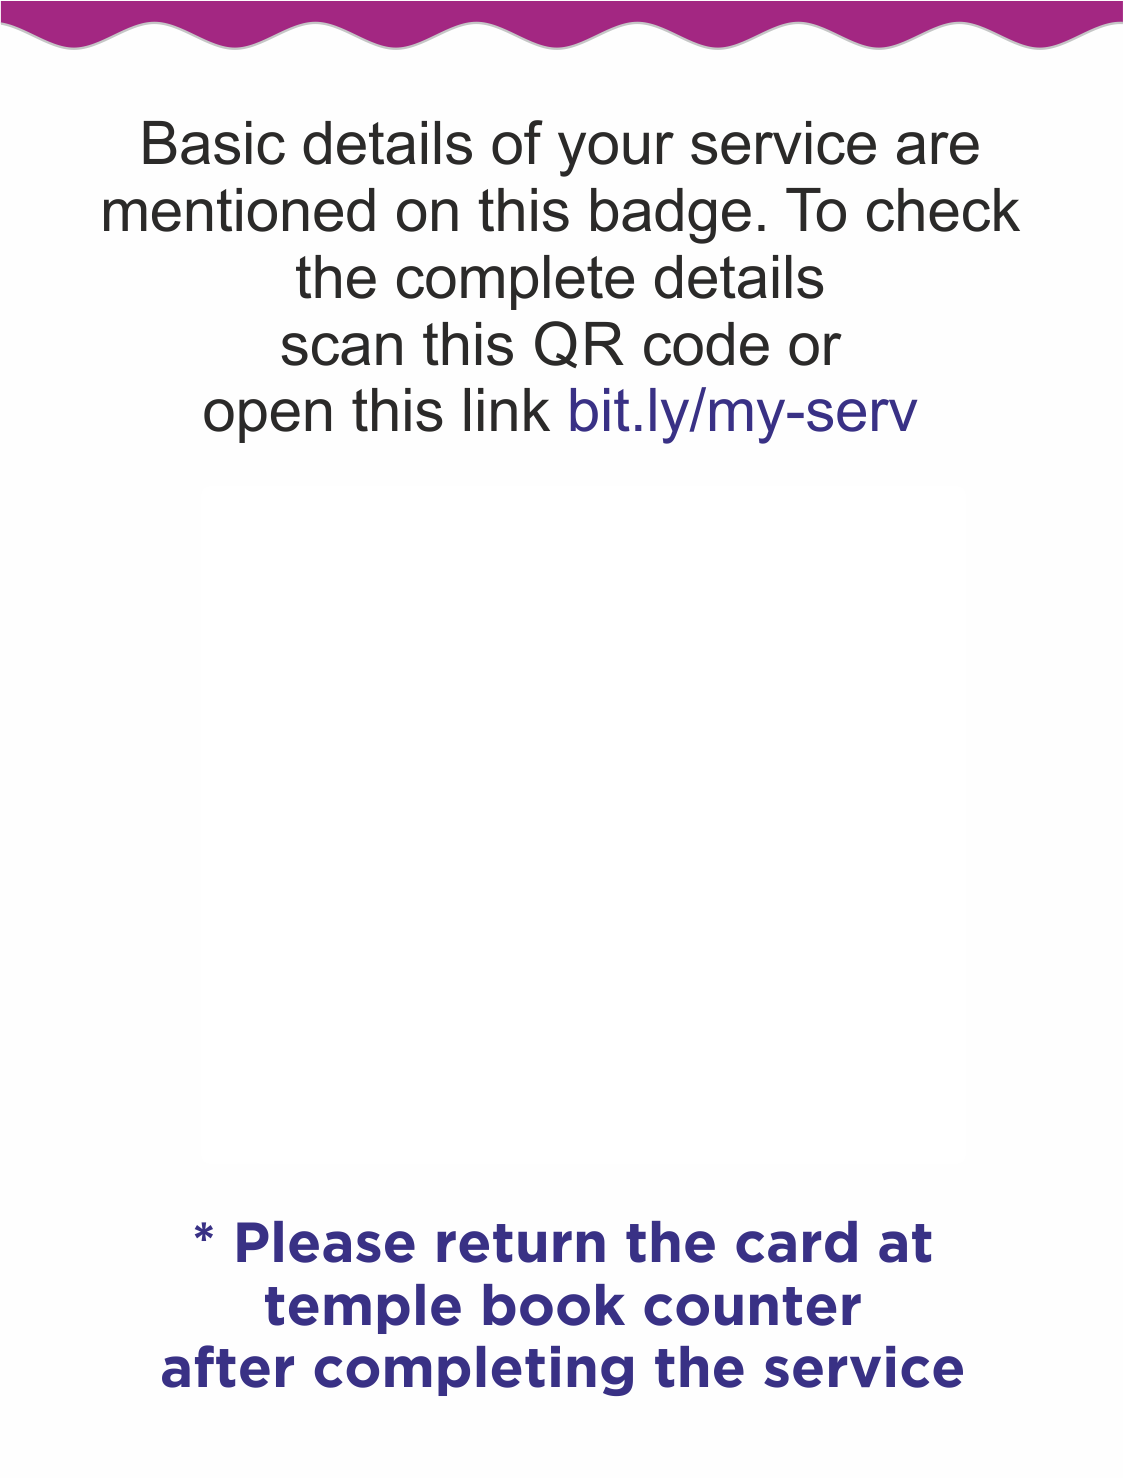 Basic details of your service are
mentioned on this badge. To check
the complete details
scan this QR code or
open this link bit.ly/my-serv
* Please return the card at
temple book counter
after completing the service